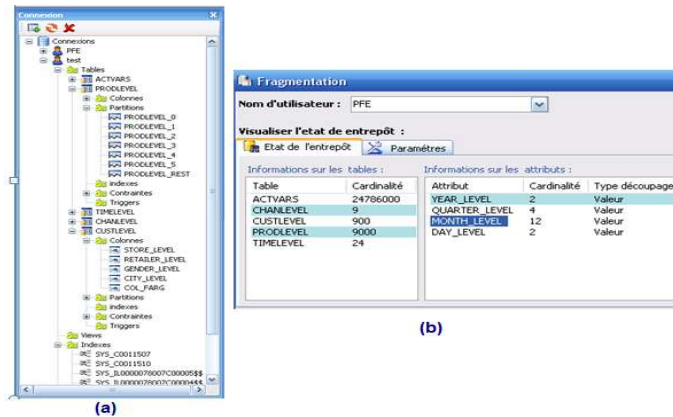 Connexion
Connexions
PFE
test
Tables
ACTVARS
PRODLEVEL
Colonnes
Partitions
PRODLEVEL_0
PRODLEVEL_1
PRODLEVEL_2
PRODLEVEL_3
PRODLEVEL_4
PRODLEVEL_5
PRODLEVEL_REST
Indexes
Contraintes
Triggers
TIMELEVEL
CHANLEVEL
CUSTLEVEL
Colonnes
STORE_LEVEL
RETAILER_LEVEL
GENDER_LEVEL
CITY_LEVEL
COL_FARG
Partitions
Indexes
Contraintes
Triggers
Views
Indexes
SYS_C0011507
SYS_C0011510
SYS_IL0000078007C00005$$
SYS_IL0000078007C00004$$
(a)
Fragmentation
Nom d'utilisateur : PFE
Visualiser l'etat de entrepôt :
Etat de l'entrepôt Paramétres
Informations sur les tables :
Table Cardinalité
ACTVARS 24786000
CHANLEVEL 9
CUSTLEVEL 900
PRODLEVEL 9000
TIMELEVEL 24
Informations sur les attributs :
Attribut Cardinalité Type découpage
YEAR_LEVEL 2 Valeur
QUARTER_LEVEL 4 Valeur
MONTH_LEVEL 12 Valeur
DAY_LEVEL 2 Valeur
(b)